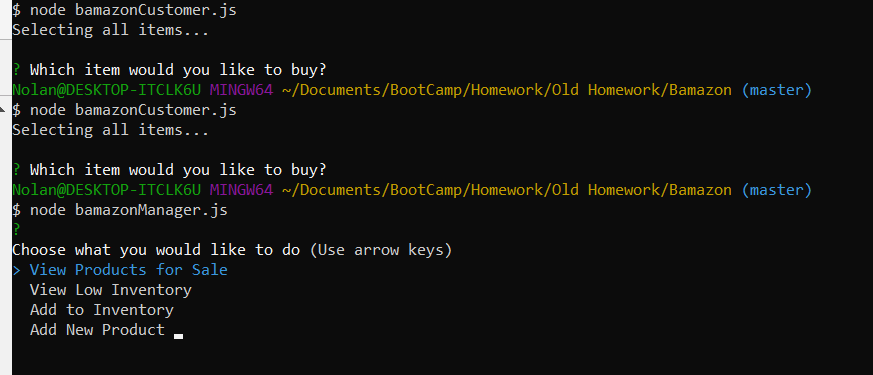 $ node bamazonCustomer.js
Selecting all items...
? Which item would you like to buy?
Nolan@DESKTOP-ITCLK6U MINGW64 ~/Documents/BootCamp/Homework/Old Homework/Bamazon (master)
$ node bamazonCustomer.js
Selecting all items...
? Which item would you like to buy?
Nolan@DESKTOP-ITCLK6U MINGW64 ~/Documents/BootCamp/Homework/Old Homework/Bamazon (master)
$ node bamazonManager.js
?
Choose what you would like to do (Use arrow keys)
> View Products for Sale
View Low Inventory
Add to Inventory
Add New Product